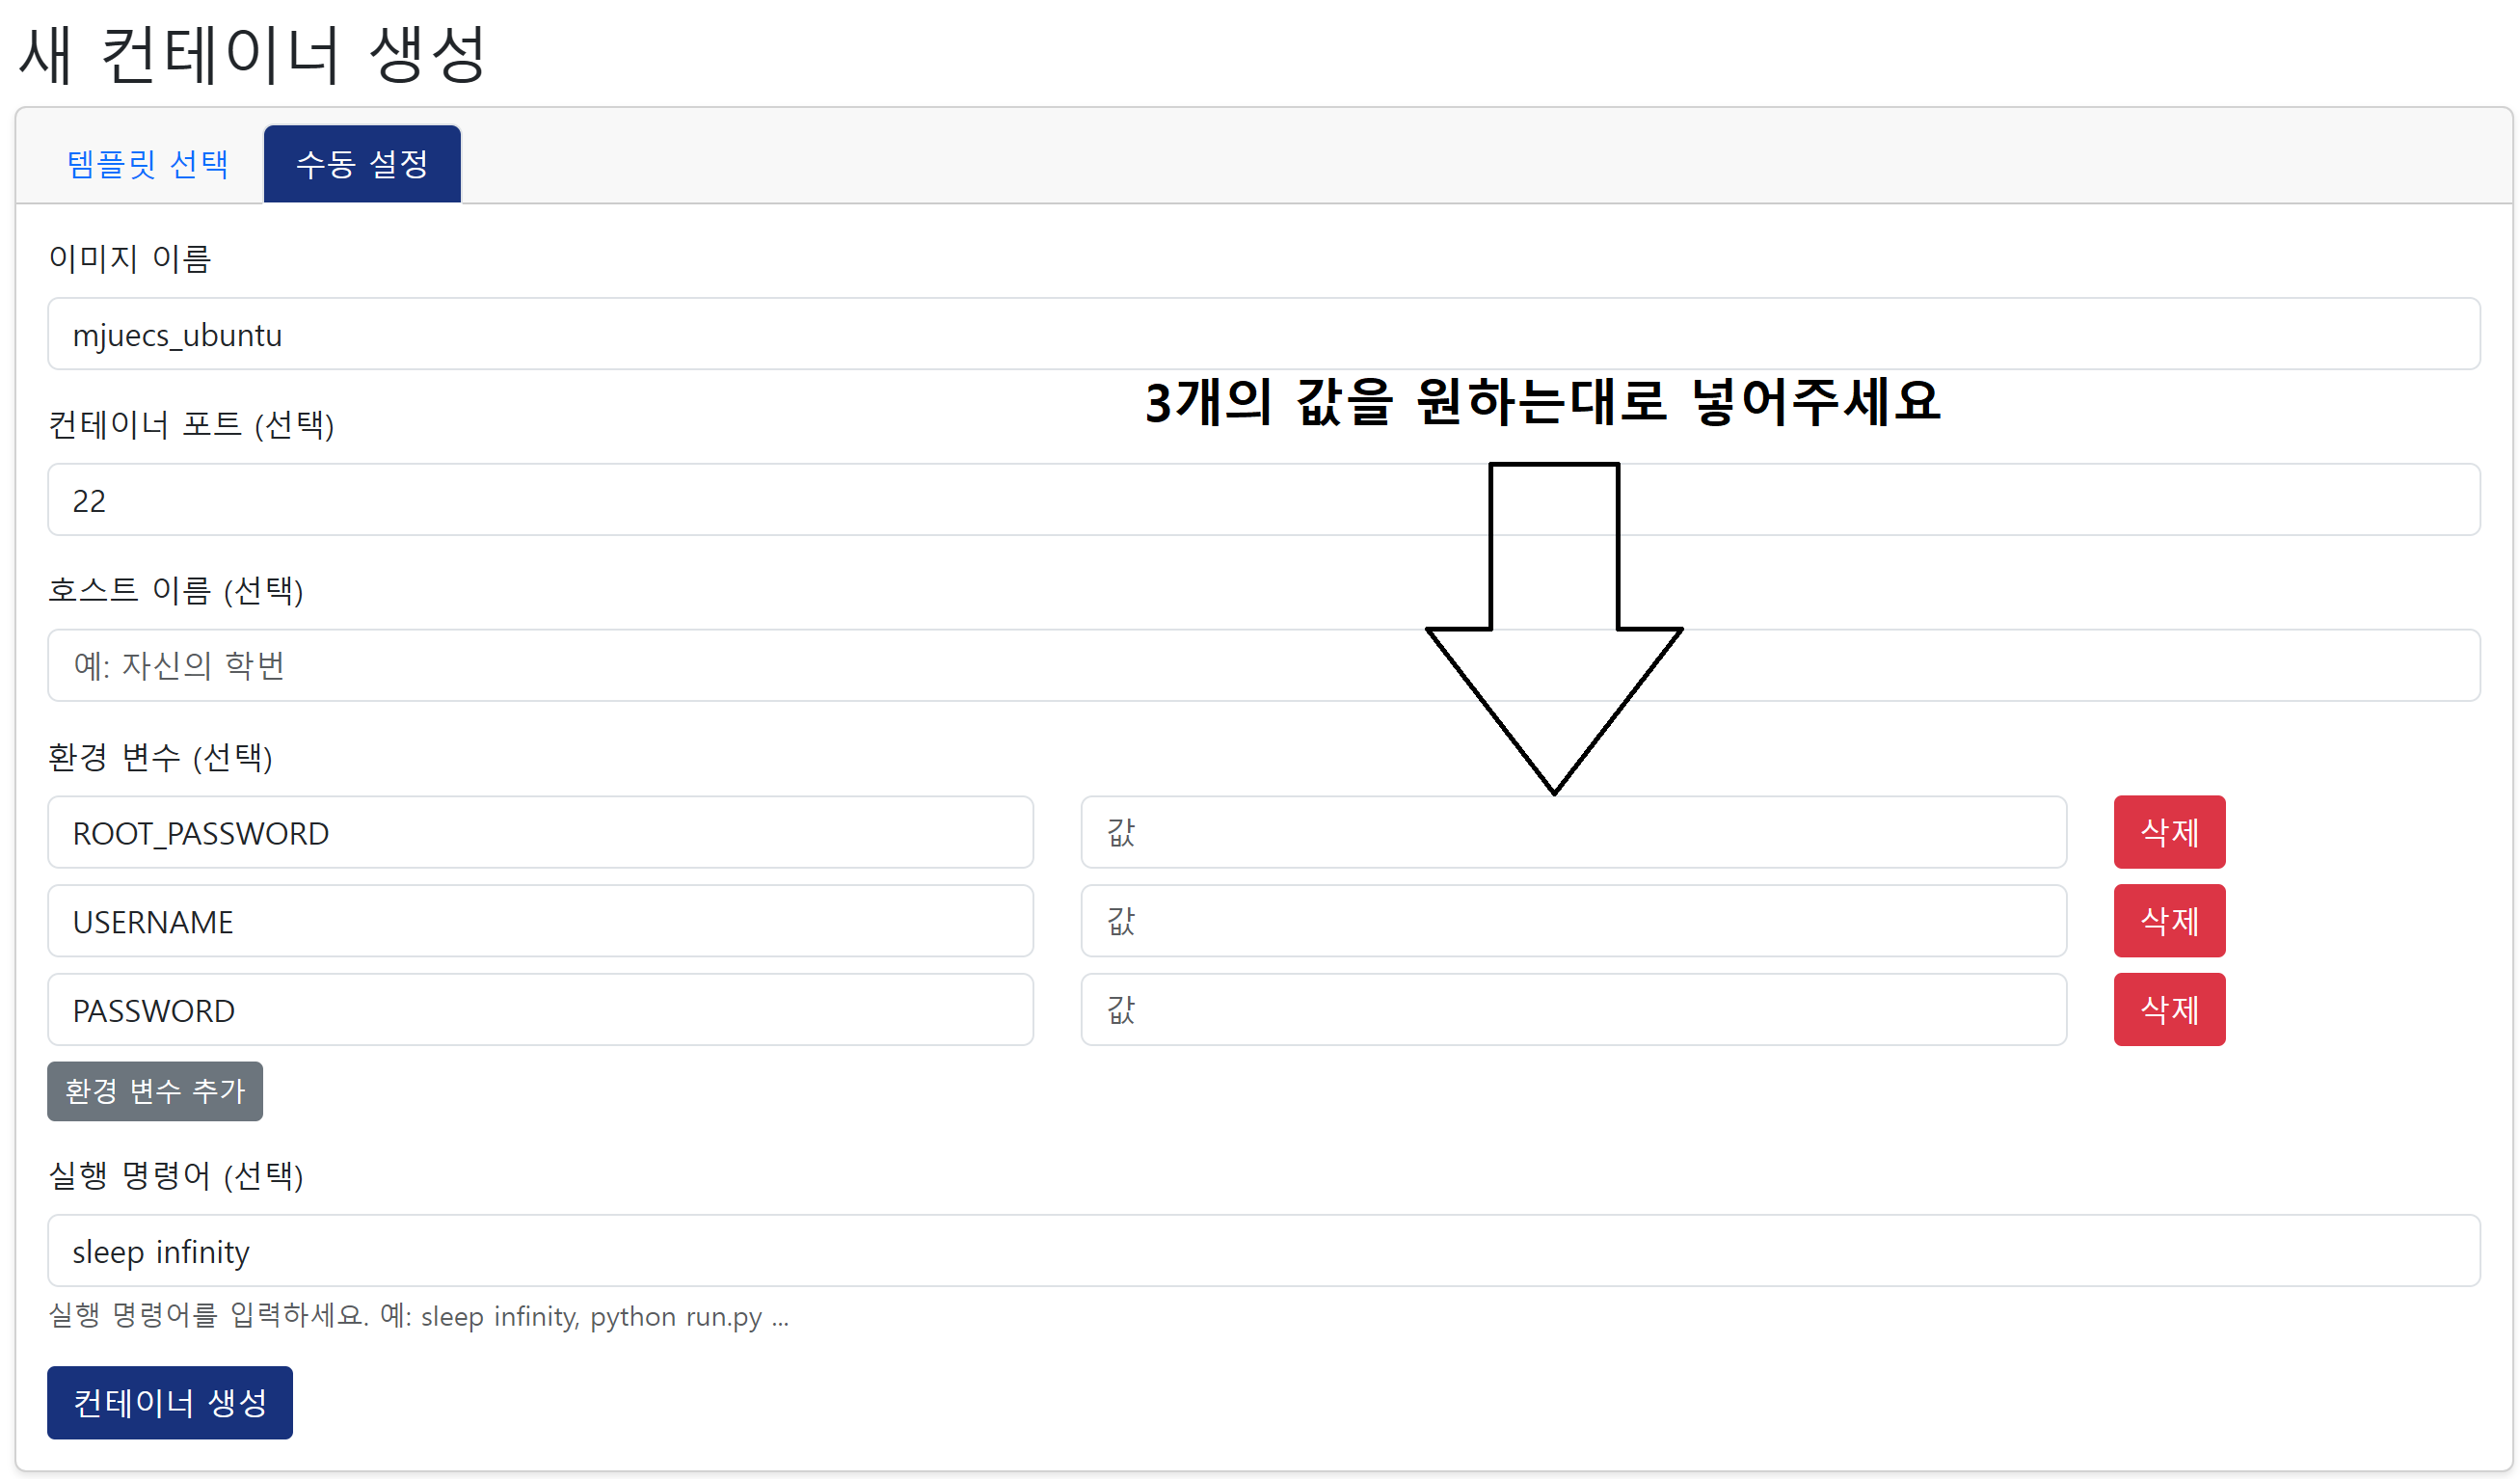 새 컨테이너 생성
템플릿 선택 수동 설정
이미지 이름
mjuecs_ubuntu
3개의 값을 원하는대로 넣어주세요
컨테이너 포트 (선택)
22
호스트 이름 (선택)
예: 자신의 학번
환경 변수 (선택)
ROOT_PASSWORD 값 삭제
USERNAME 값 삭제
PASSWORD 값 삭제
환경 변수 추가
실행 명령어 (선택)
sleep infinity
실행 명령어를 입력하세요. 예: sleep infinity, python run.py ...
컨테이너 생성